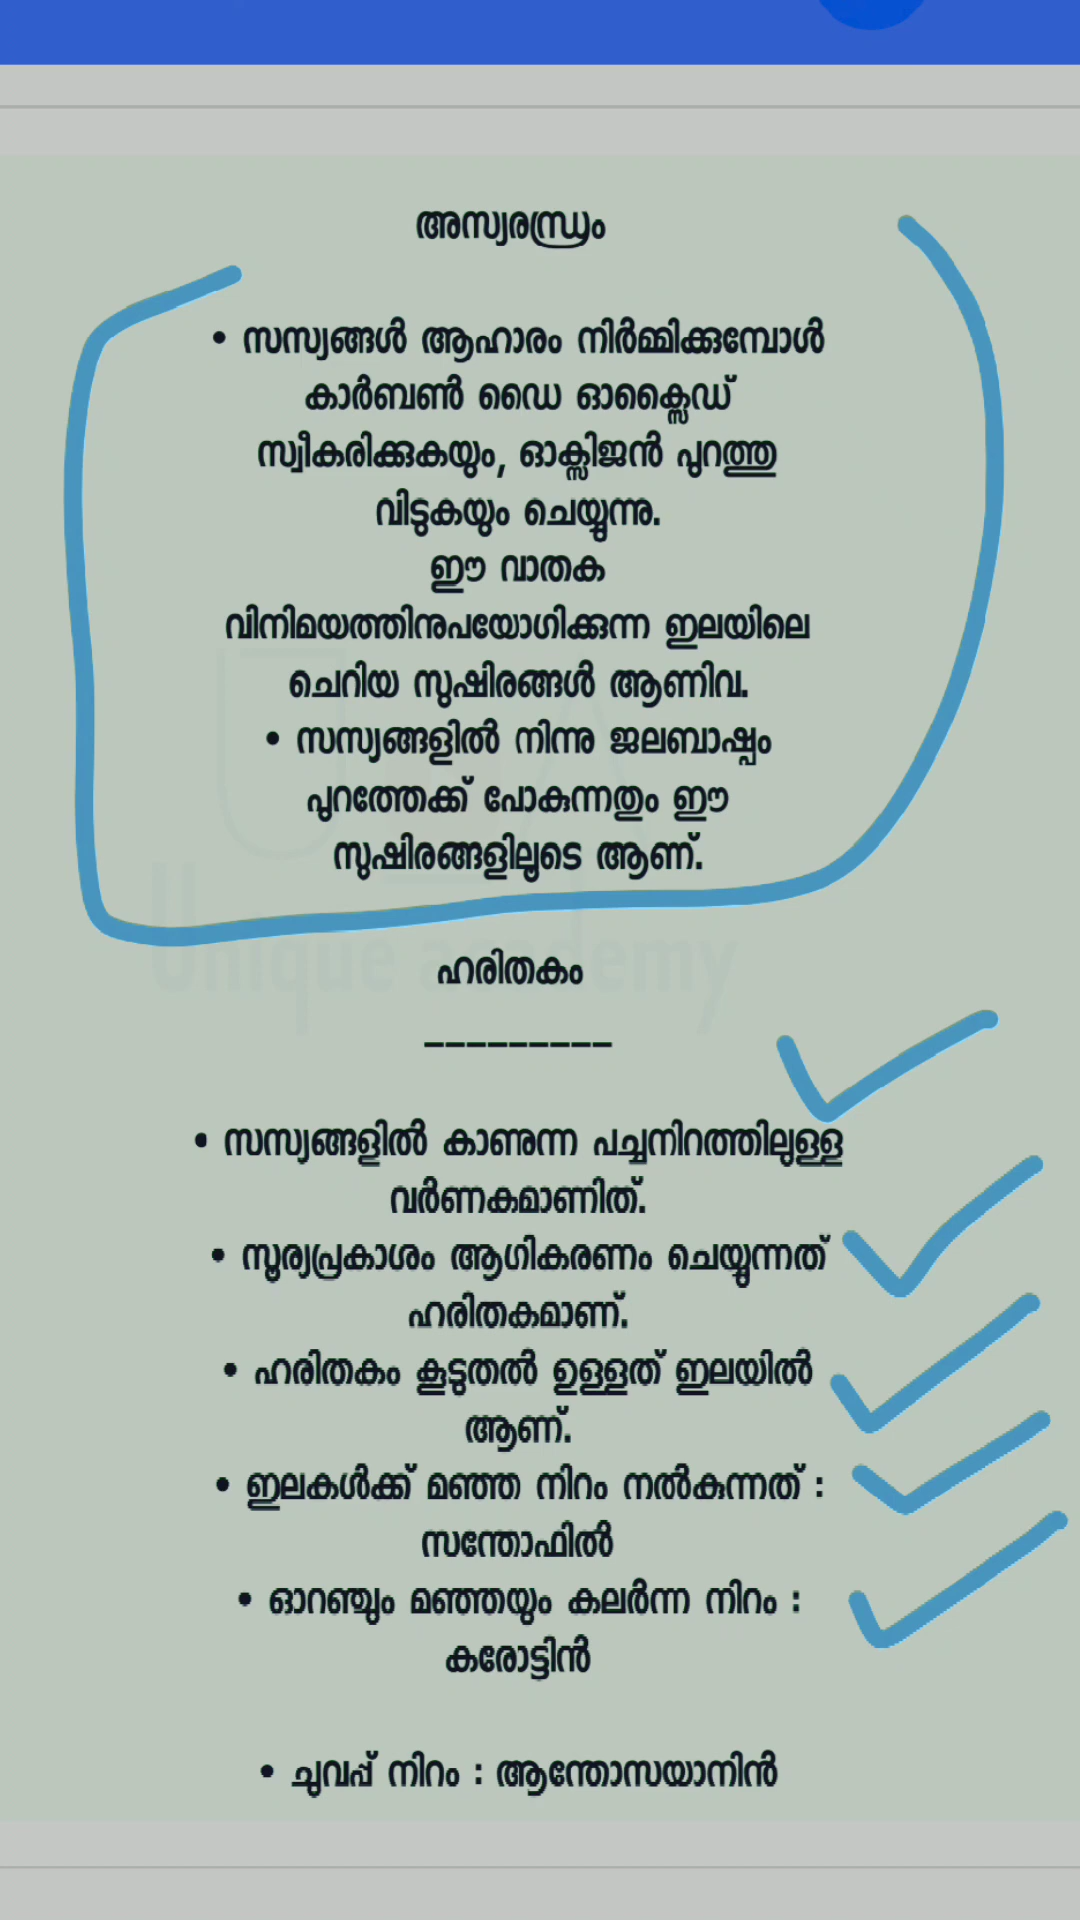 അസ്യരന്ധ്രം
• സസ്യങ്ങൾ ആഹാരം നിർമ്മിക്കുമ്പോൾ
കാർബൺ ഡൈ ഓക്സൈഡ്
സ്വീകരിക്കുകയും, ഓക്സിജൻ പുറത്തു
വിടുകയും ചെയ്യുന്നു.
ഈ വാതക
വിനിമയത്തിനുപയോഗിക്കുന്ന ഇലയിലെ
ചെറിയ സുഷിരങ്ങൾ ആണിവ.
• സസ്യങ്ങളിൽ നിന്നു ജലബാഷ്പം
പുറത്തേക്ക് പോകുന്നതും ഈ
സുഷിരങ്ങളിലൂടെ ആണ്.
Unique academy
ഹരിതകം
---------
• സസ്യങ്ങളിൽ കാണുന്ന പച്ചനിറത്തിലുള്ള
വർണകമാണിത്.
• സൂര്യപ്രകാശം ആഗികരണം ചെയ്യുന്നത്
ഹരിതകമാണ്.
• ഹരിതകം കൂടുതൽ ഉള്ളത് ഇലയിൽ
ആണ്.
• ഇലകൾക്ക് മഞ്ഞ നിറം നൽകുന്നത് :
സന്തോഫിൽ
• ഓറഞ്ചും മഞ്ഞയും കലർന്ന നിറം :
കരോട്ടിൻ
• ചുവപ്പ് നിറം : ആന്തോസയാനിൻ